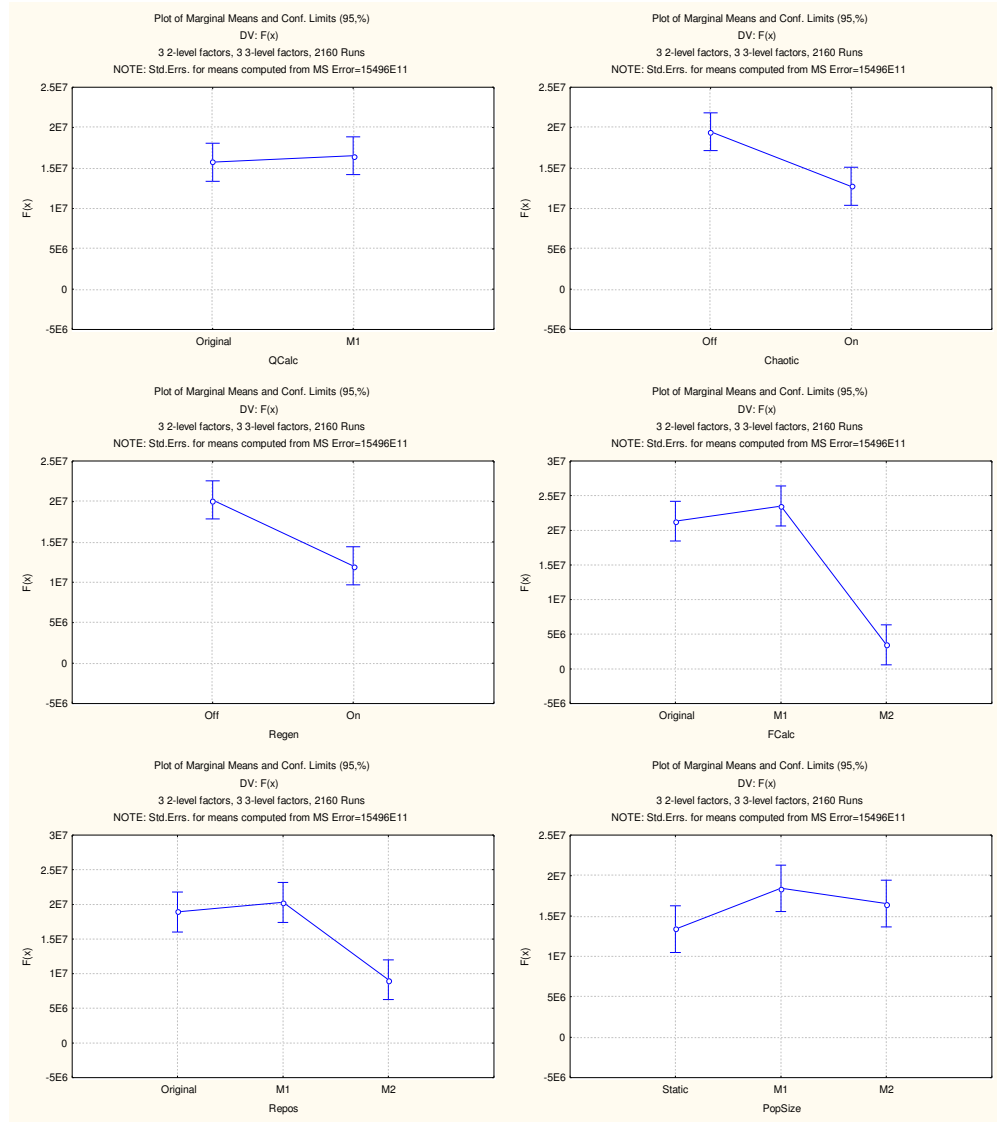 Plot of Marginal Means and Conf. Limits (95,%)
DV: F(x)
3 2-level factors, 3 3-level factors, 2160 Runs
NOTE: Std.Errs. for means computed from MS Error=15496E11
2.5E7
2E7
1.5E7
1E7
5E6
0
-5E6
F(x)
Original M1
QCalc
Plot of Marginal Means and Conf. Limits (95,%)
DV: F(x)
3 2-level factors, 3 3-level factors, 2160 Runs
NOTE: Std.Errs. for means computed from MS Error=15496E11
2.5E7
2E7
1.5E7
1E7
5E6
0
-5E6
F(x)
Off On
Chaotic
Plot of Marginal Means and Conf. Limits (95,%)
DV: F(x)
3 2-level factors, 3 3-level factors, 2160 Runs
NOTE: Std.Errs. for means computed from MS Error=15496E11
2.5E7
2E7
1.5E7
1E7
5E6
0
-5E6
F(x)
Off On
Regen
Plot of Marginal Means and Conf. Limits (95,%)
DV: F(x)
3 2-level factors, 3 3-level factors, 2160 Runs
NOTE: Std.Errs. for means computed from MS Error=15496E11
3E7
2.5E7
2E7
1.5E7
1E7
5E6
0
-5E6
F(x)
Original M1 M2
FCalc
Plot of Marginal Means and Conf. Limits (95,%)
DV: F(x)
3 2-level factors, 3 3-level factors, 2160 Runs
NOTE: Std.Errs. for means computed from MS Error=15496E11
3E7
2.5E7
2E7
1.5E7
1E7
5E6
0
-5E6
F(x)
Original M1 M2
Repos
Plot of Marginal Means and Conf. Limits (95,%)
DV: F(x)
3 2-level factors, 3 3-level factors, 2160 Runs
NOTE: Std.Errs. for means computed from MS Error=15496E11
2.5E7
2E7
1.5E7
1E7
5E6
0
-5E6
F(x)
Static M1 M2
PopSize